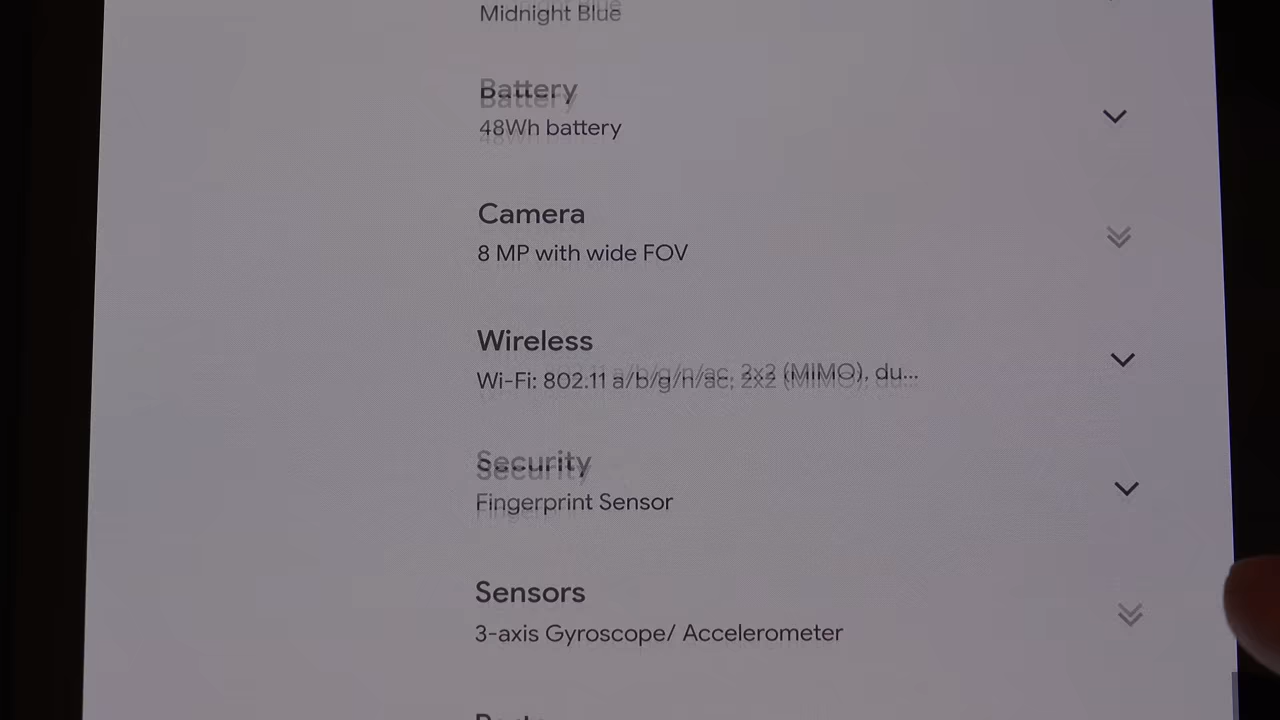 Midnight Blue
Battery
48Wh battery
Camera
8 MP with wide FOV
Wireless
Wi-Fi: 802.11 a/b/g/n/ac, 2x2 (MIMO), du...
Security
Fingerprint Sensor
Sensors
3-axis Gyroscope/ Accelerometer